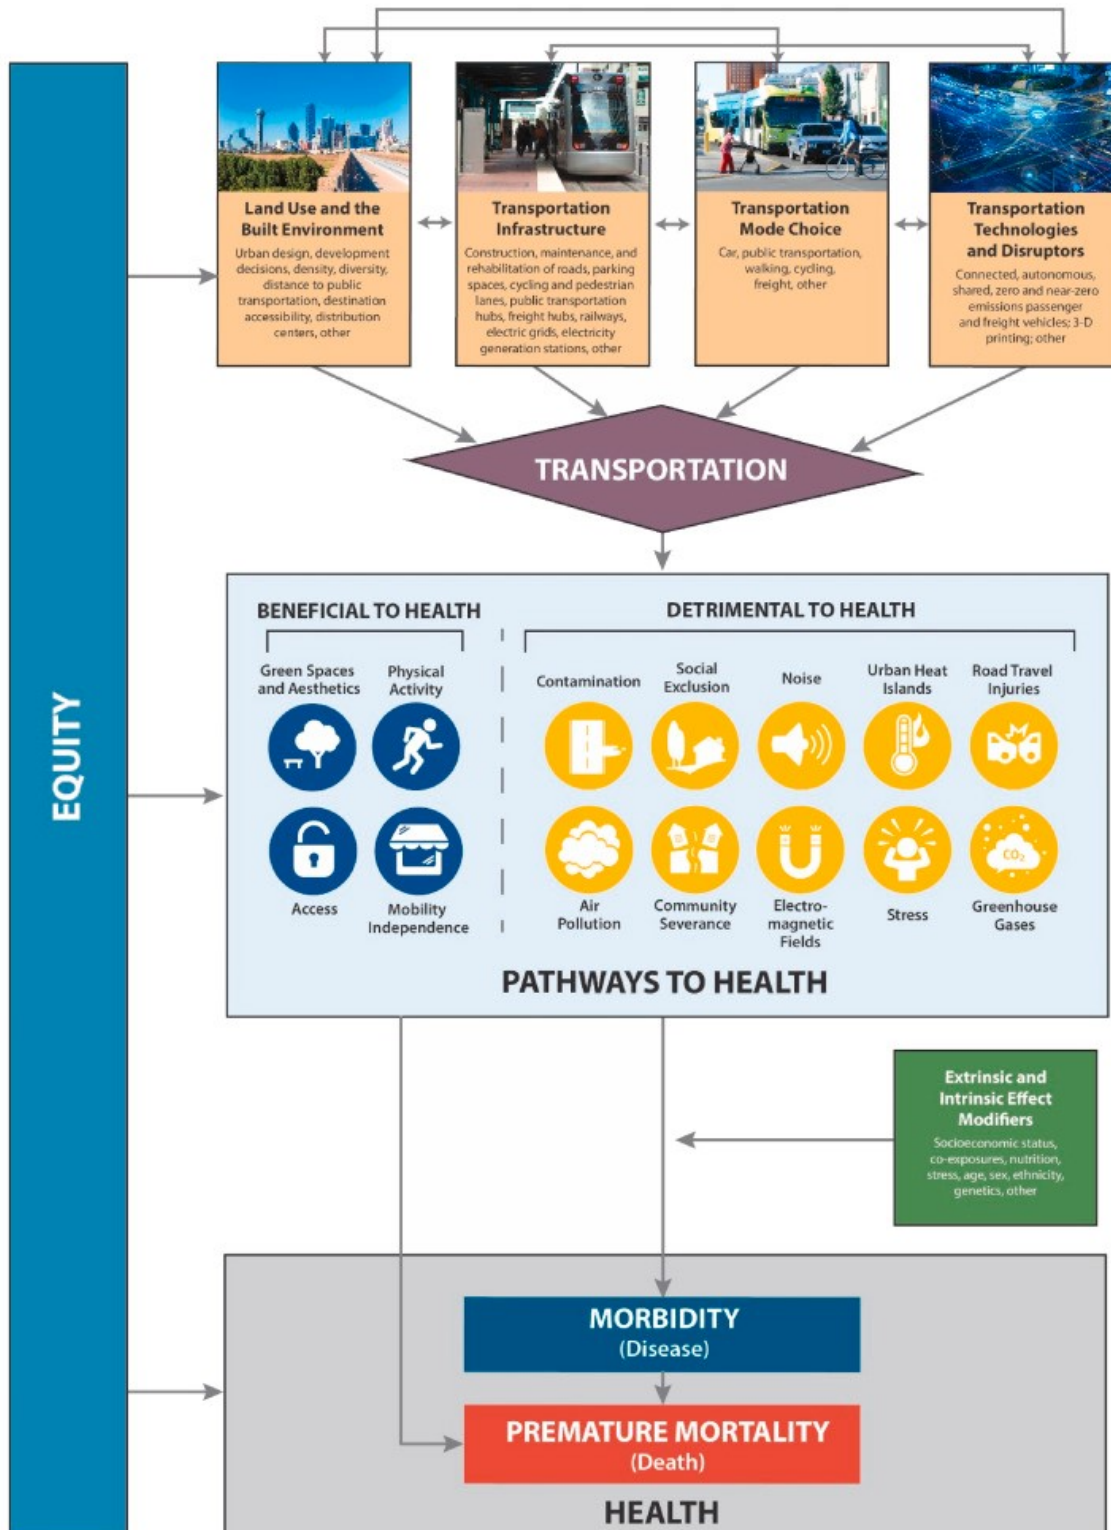 EQUITY
Land Use and the
Built Environment
Urban design, development
decisions, density, diversity,
distance to public
transportation, destination
accessibility, distribution
centers, other
Transportation
Infrastructure
Construction, maintenance, and
rehabilitation of roads, parking
spaces, cycling and pedestrian
lanes, public transportation
hubs, freight hubs, railways,
electric grids, electricity
generation stations, other
Transportation
Mode Choice
Car, public transportation,
walking, cycling,
freight, other
Transportation
Technologies
and Disruptors
Connected, autonomous,
shared, zero and near-zero
emissions passenger
and freight vehicles; 3-D
printing; other
TRANSPORTATION
BENEFICIAL TO HEALTH
Green Spaces
and Aesthetics
Physical
Activity
Access
Mobility
Independence
DETRIMENTAL TO HEALTH
Contamination
Social
Exclusion
Noise
Urban Heat
Islands
Road Travel
Injuries
Air
Pollution
Community
Severance
Electro-
magnetic
Fields
Stress
CO₂
Greenhouse
Gases
PATHWAYS TO HEALTH
Extrinsic and
Intrinsic Effect
Modifiers
Socioeconomic status,
co-exposures, nutrition,
stress, age, sex, ethnicity,
genetics, other
MORBIDITY
(Disease)
PREMATURE MORTALITY
(Death)
HEALTH